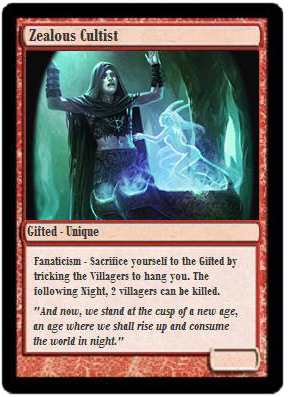 Zealous Cultist
Gifted - Unique
Fanaticism - Sacrifice yourself to the Gifted by
tricking the Villagers to hang you. The
following Night, 2 villagers can be killed.
"And now, we stand at the cusp of a new age,
an age where we shall rise up and consume
the world in night."